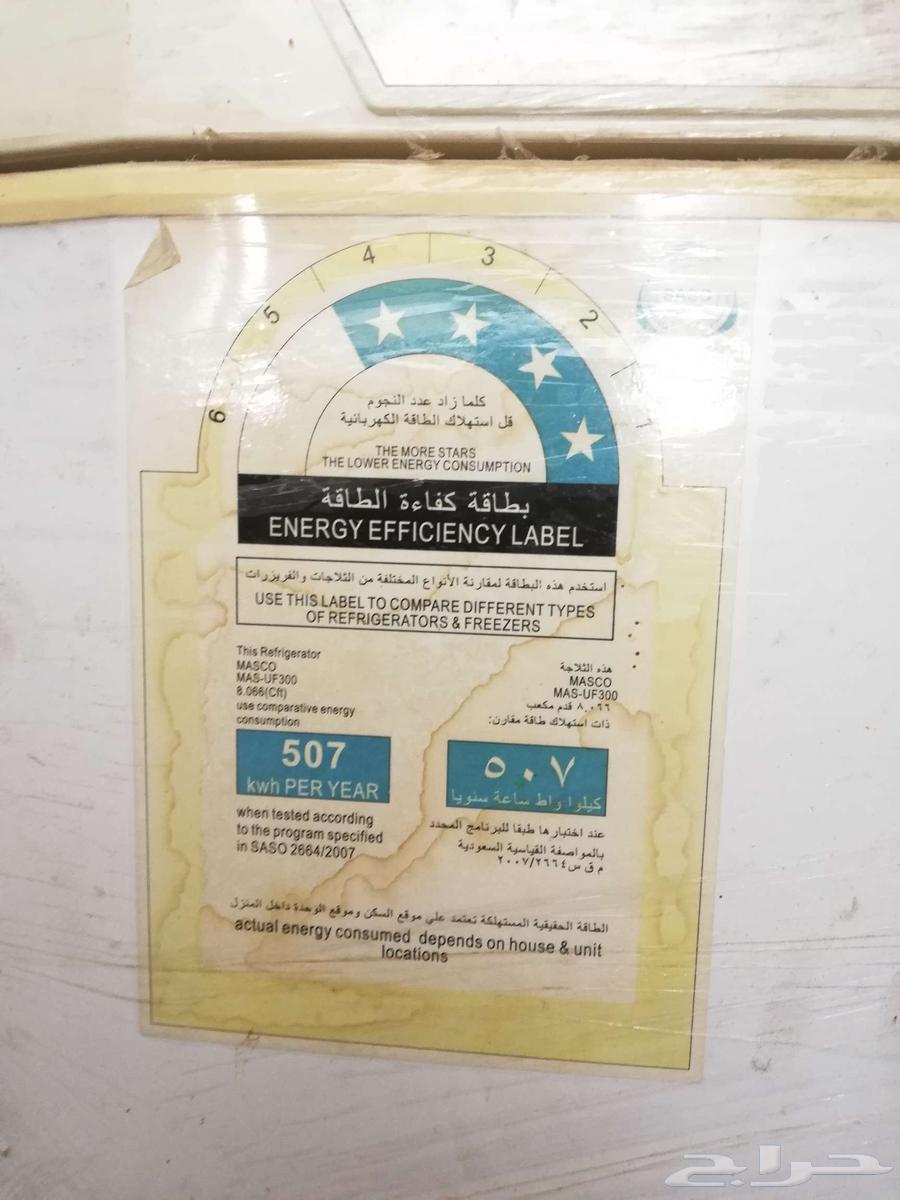 4
3
5
2
6
1
SASO
كلما زاد عدد النجوم
قل استهلاك الطاقة الكهربائية
THE MORE STARS
THE LOWER ENERGY CONSUMPTION
بطاقة كفاءة الطاقة
ENERGY EFFICIENCY LABEL
استخدم هذه البطاقة لمقارنة الأنواع المختلفة من الثلاجات والفريزرات
USE THIS LABEL TO COMPARE DIFFERENT TYPES
OF REFRIGERATORS & FREEZERS
This Refrigerator
MASCO
MAS-UF300
8.066(Cft)
use comparative energy
consumption
507
kwh PER YEAR
when tested according
to the program specified
in SASO 2664/2007
هذه الثلاجة
MASCO
MAS-UF300
٨.٠٦٦ قدم مكعب
ذات استهلاك طاقة مقارن:
٥٠٧
كيلوا واط ساعة سنويا
عند اختبارها طبقا للبرنامج المحدد
بالمواصفة القياسية السعودية
م ق س ٢٠٠٧/٢٦٦٤
الطاقة الحقيقية المستهلكة تعتمد على موقع السكن وموقع الوحدة داخل المنزل
actual energy consumed depends on house & unit
locations
حراج